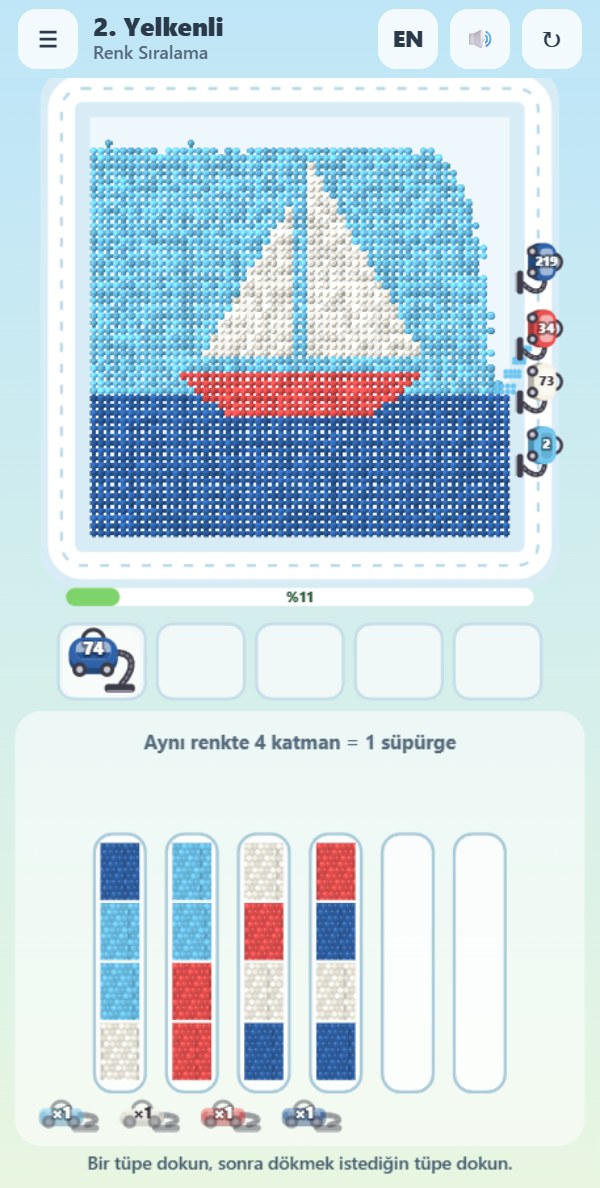 ☰
2. Yelkenli
Renk Sıralama
EN
↻
219
34
73
2
%11
74
Aynı renkte 4 katman = 1 süpürge
×1
×1
×1
×1
Bir tüpe dokun, sonra dökmek istediğin tüpe dokun.